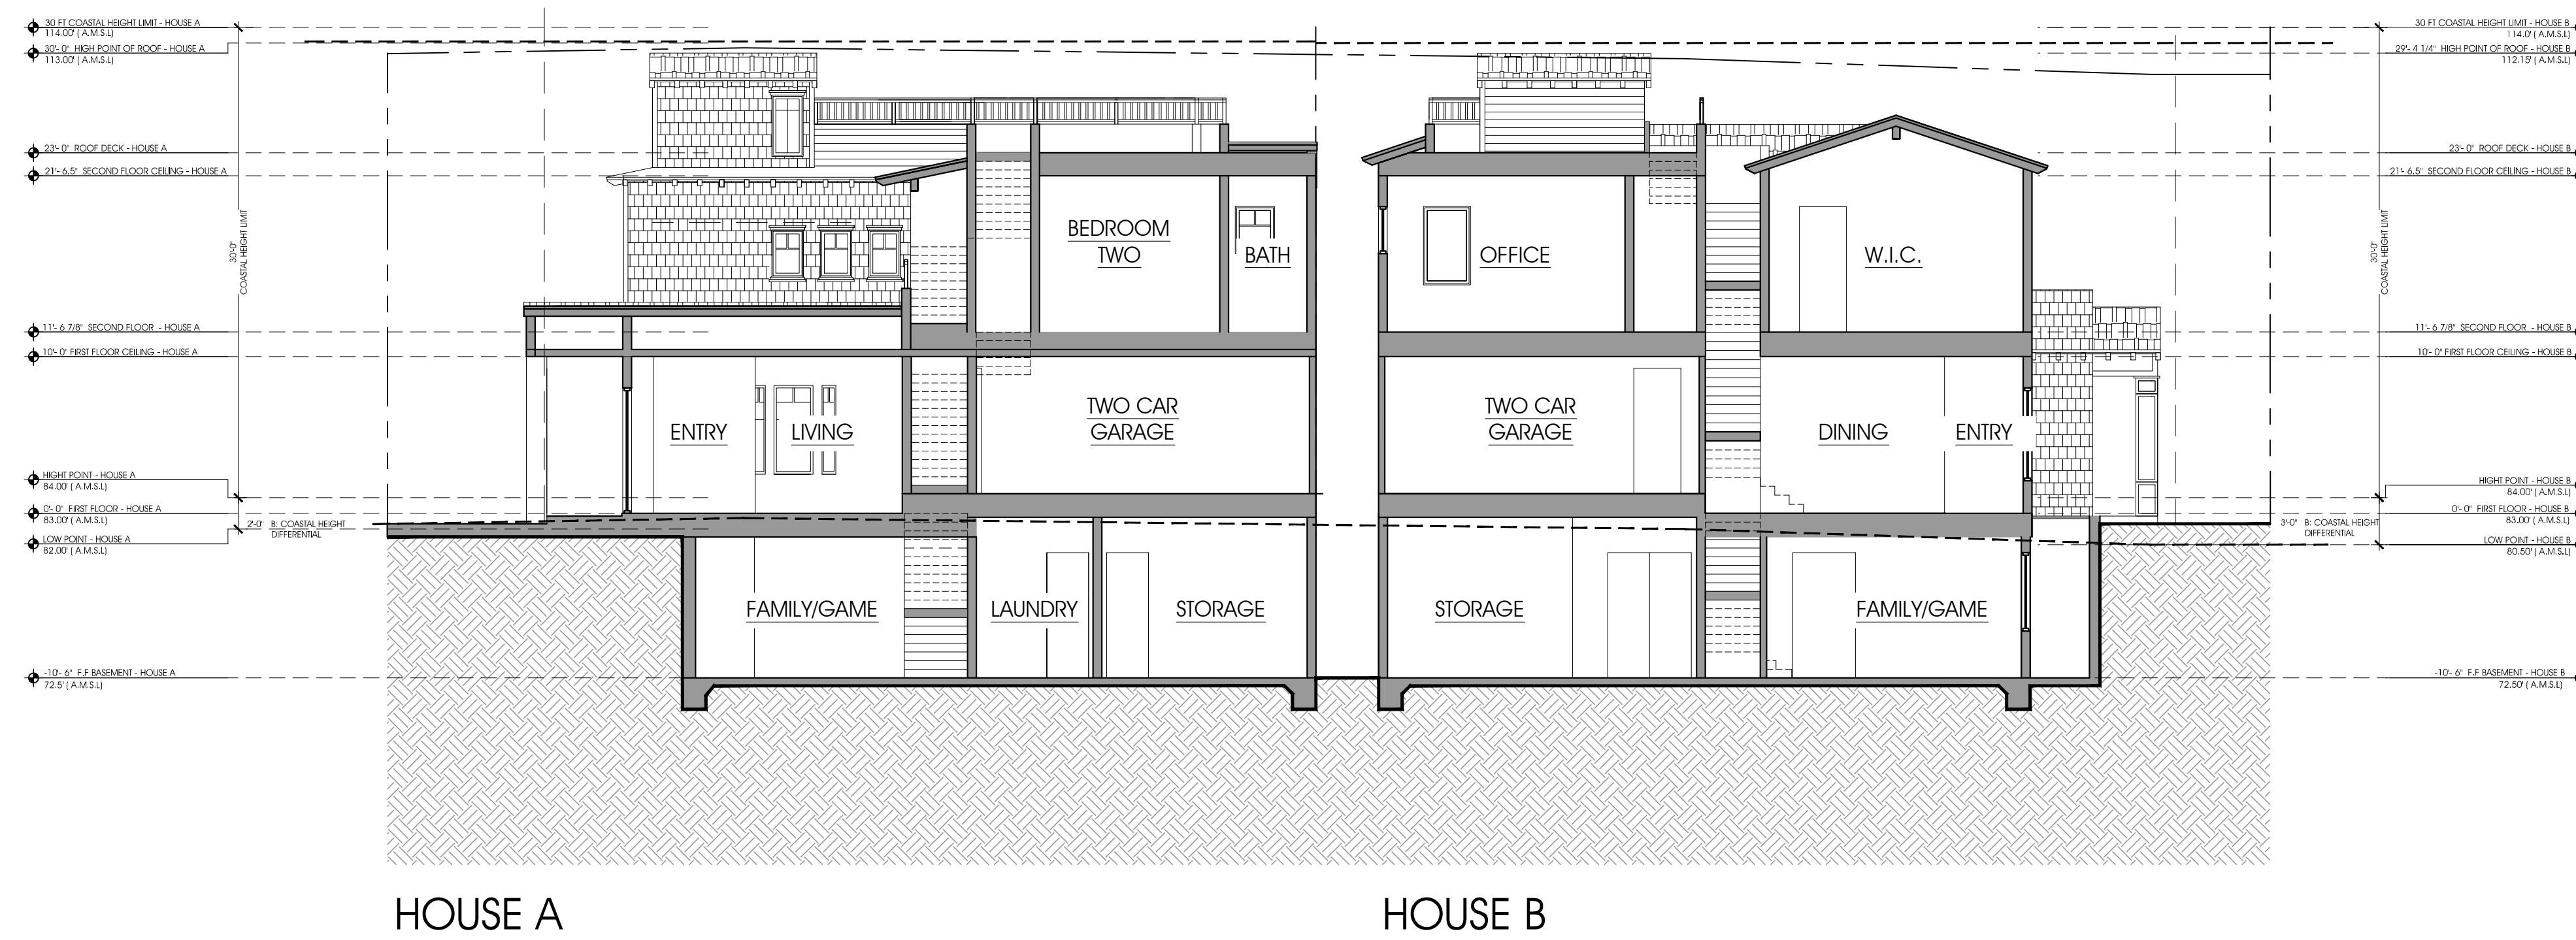 30 FT COASTAL HEIGHT LIMIT - HOUSE A
114.00' ( A.M.S.L)
30'- 0" HIGH POINT OF ROOF - HOUSE A
113.00' ( A.M.S.L)
23'- 0" ROOF DECK - HOUSE A
21'- 6.5" SECOND FLOOR CEILING - HOUSE A
30'-0"
COASTAL HEIGHT LIMIT
11'- 6 7/8" SECOND FLOOR - HOUSE A
10'- 0" FIRST FLOOR CEILING - HOUSE A
HIGHT POINT - HOUSE A
84.00' ( A.M.S.L)
0'- 0" FIRST FLOOR - HOUSE A
83.00' ( A.M.S.L)
2'-0" B: COASTAL HEIGHT
DIFFERENTIAL
LOW POINT - HOUSE A
82.00' ( A.M.S.L)
-10'- 6" F.F BASEMENT - HOUSE A
72.5' ( A.M.S.L)
BEDROOM
TWO
BATH
OFFICE
W.I.C.
ENTRY
LIVING
TWO CAR
GARAGE
TWO CAR
GARAGE
DINING
ENTRY
FAMILY/GAME
LAUNDRY
STORAGE
STORAGE
FAMILY/GAME
30 FT COASTAL HEIGHT LIMIT - HOUSE B
114.0' ( A.M.S.L)
29'- 4 1/4" HIGH POINT OF ROOF - HOUSE B
112.15' ( A.M.S.L)
23'- 0" ROOF DECK - HOUSE B
21'- 6.5" SECOND FLOOR CEILING - HOUSE B
30'-0"
COASTAL HEIGHT LIMIT
11'- 6 7/8" SECOND FLOOR - HOUSE B
10'- 0" FIRST FLOOR CEILING - HOUSE B
HIGHT POINT - HOUSE B
84.00' ( A.M.S.L)
0'- 0" FIRST FLOOR - HOUSE B
83.00' ( A.M.S.L)
3'-0" B: COASTAL HEIGHT
DIFFERENTIAL
LOW POINT - HOUSE B
80.50' ( A.M.S.L)
-10'- 6" F.F BASEMENT - HOUSE B
72.50' ( A.M.S.L)
HOUSE A
HOUSE B